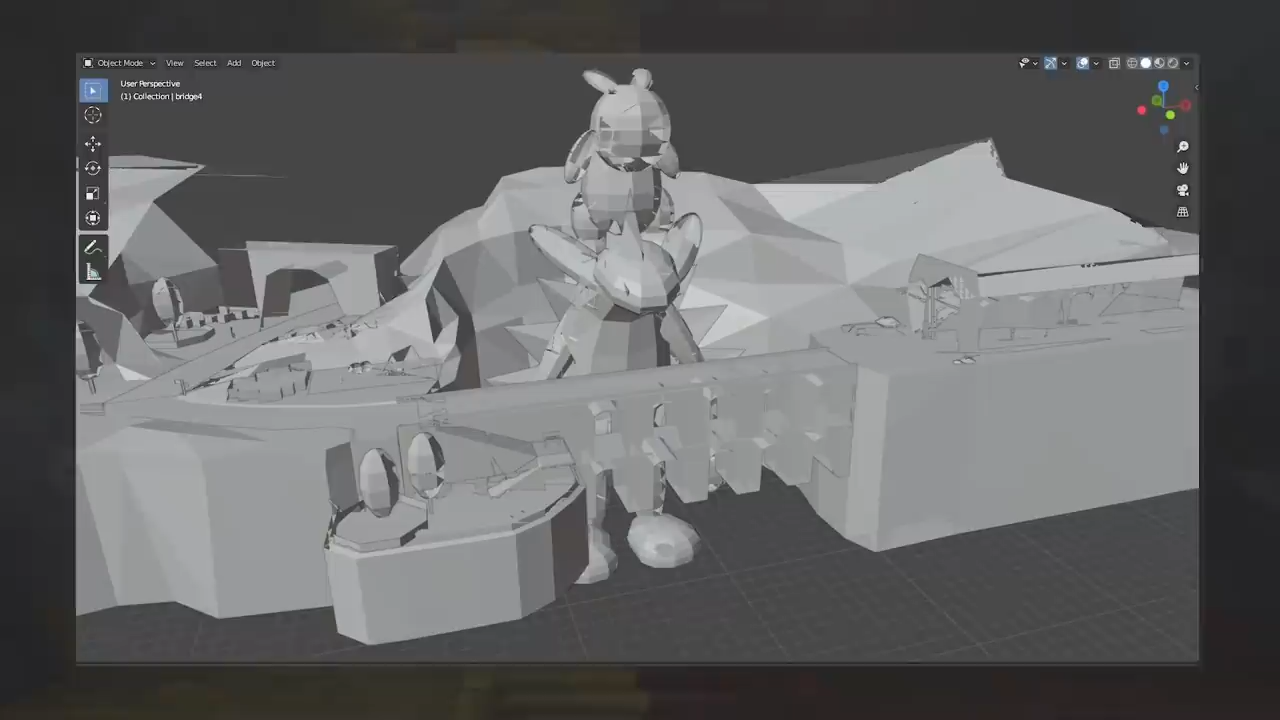 Object Mode View Select Add Object
User Perspective
(1) Collection | bridge4